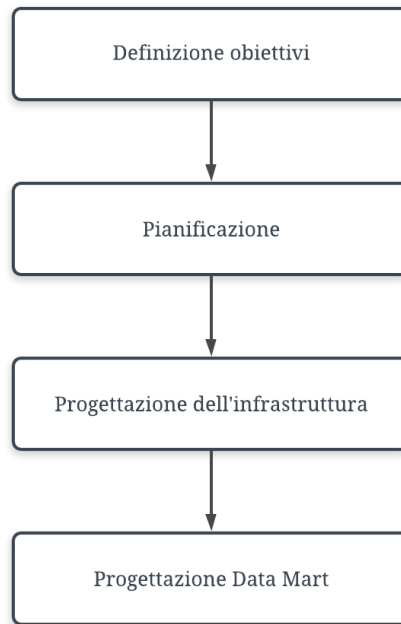 Definizione obiettivi
Pianificazione
Progettazione dell'infrastruttura
Progettazione Data Mart